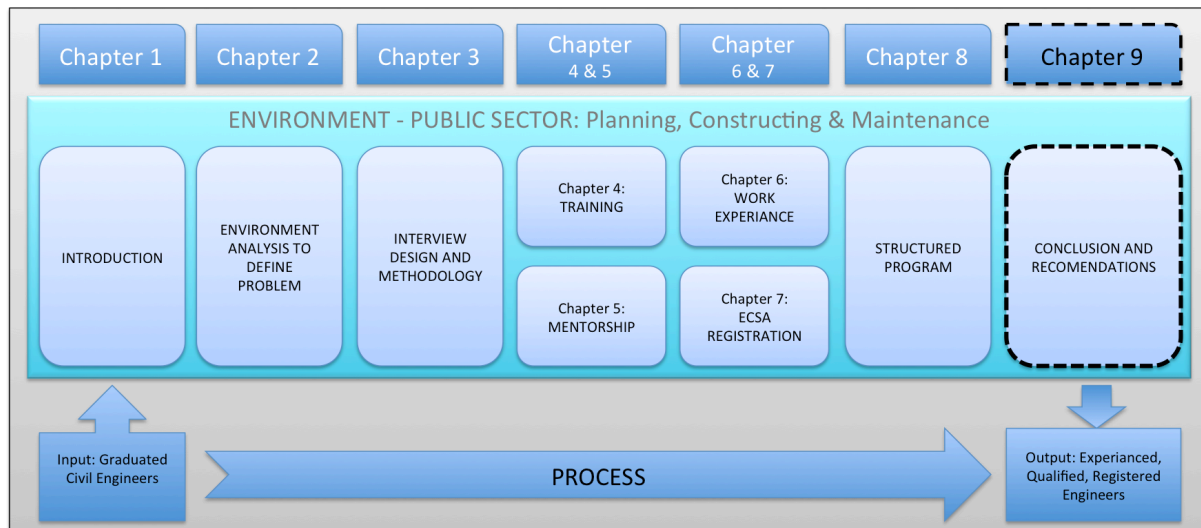 Chapter 1
Chapter 2
Chapter 3
Chapter
4 & 5
Chapter
6 & 7
Chapter 8
Chapter 9
ENVIRONMENT - PUBLIC SECTOR: Planning, Constructing & Maintenance
INTRODUCTION
ENVIRONMENT
ANALYSIS TO
DEFINE
PROBLEM
INTERVIEW
DESIGN AND
METHODOLOGY
Chapter 4:
TRAINING
Chapter 5:
MENTORSHIP
Chapter 6:
WORK
EXPERIANCE
Chapter 7:
ECSA
REGISTRATION
STRUCTURED
PROGRAM
CONCLUSION AND
RECOMENDATIONS
Input: Graduated
Civil Engineers
PROCESS
Output: Experianced,
Qualified, Registered
Engineers